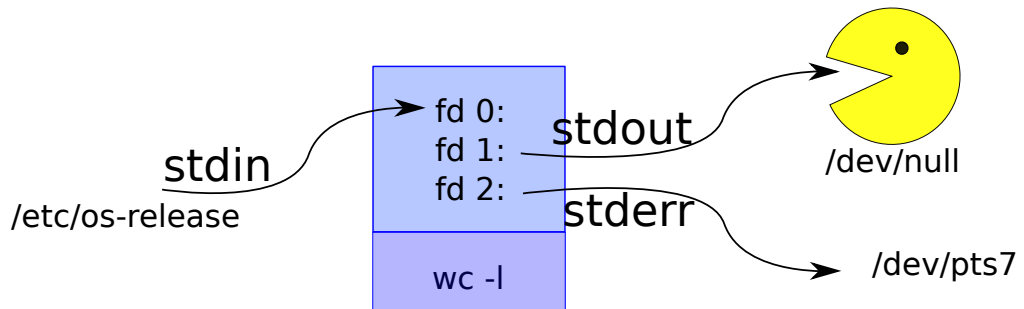 stdin
/etc/os-release
fd 0:
fd 1:
fd 2:
wc -l
stdout
stderr
/dev/null
/dev/pts7